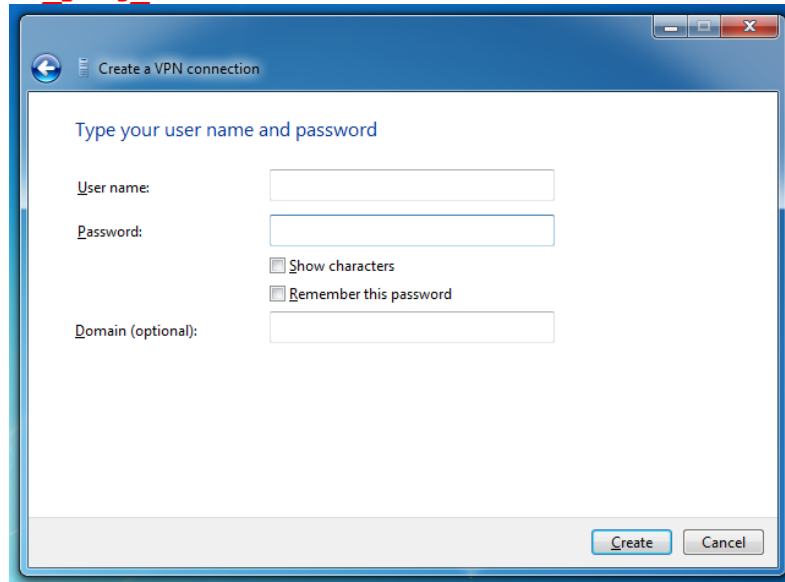 Create a VPN connection
Type your user name and password
User name:
Password:
Show characters
Remember this password
Domain (optional):
Create Cancel